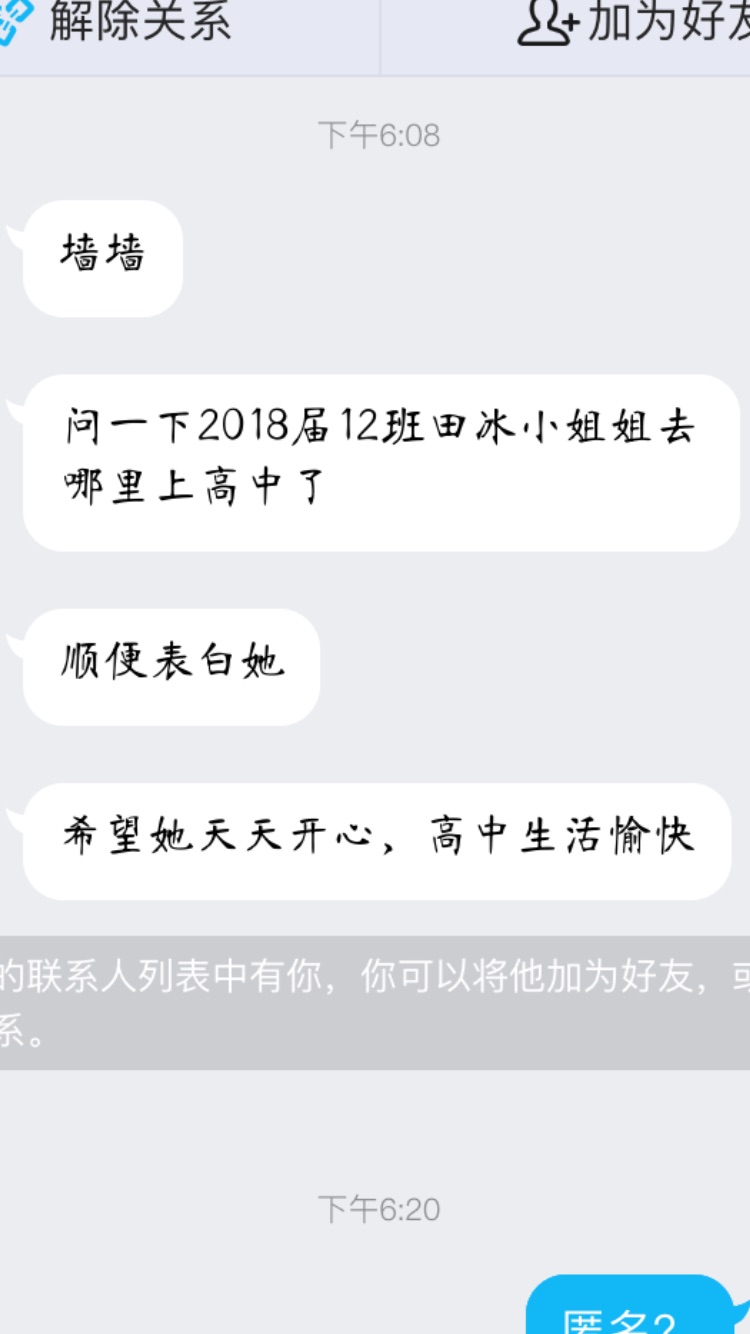 解除关系
加为好友
下午6:08
墙墙
问一下2018届12班田冰小姐姐去
哪里上高中了
顺便表白她
希望她天天开心，高中生活愉快
的联系人列表中有你，你可以将他加为好友，或
系。
下午6:20
匿名?